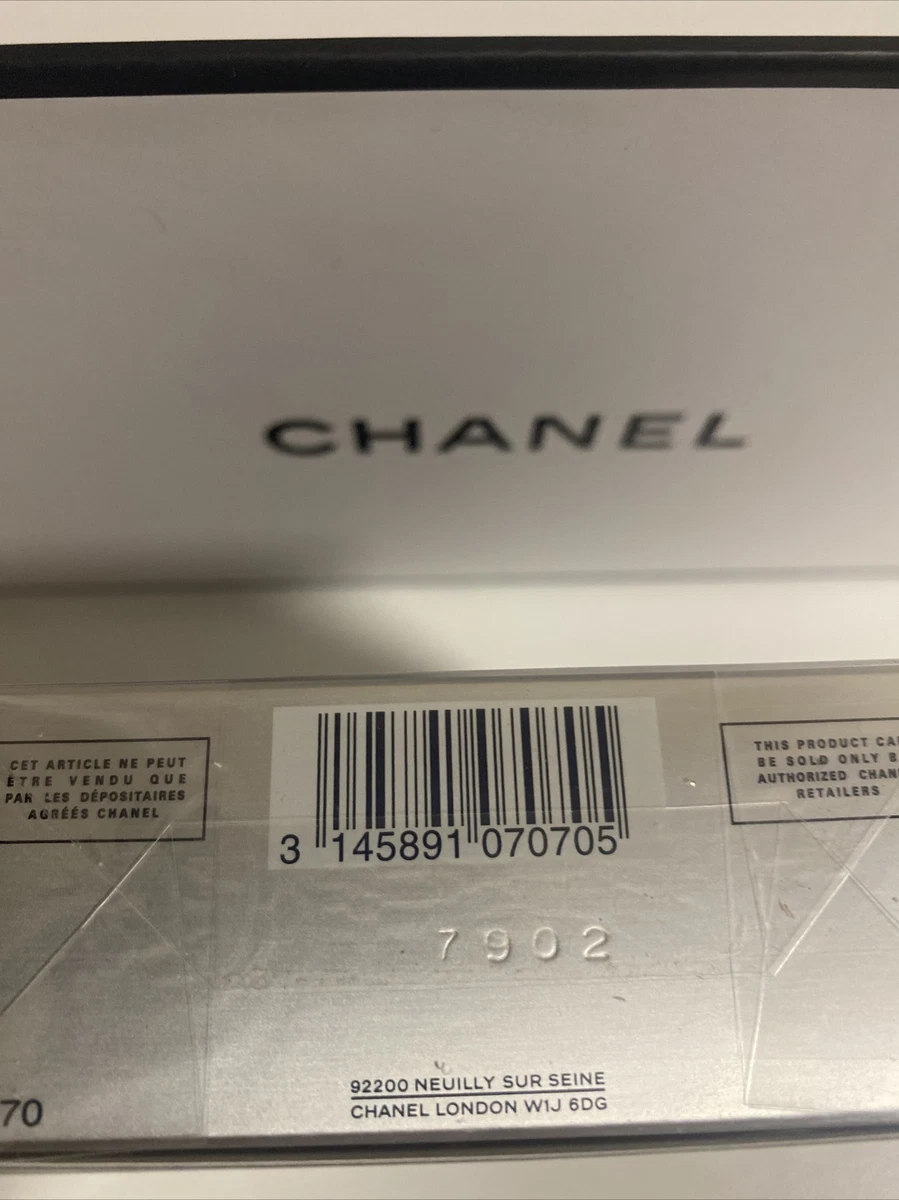 CHANEL
CET ARTICLE NE PEUT
ÊTRE VENDU QUE
PAR LES DÉPOSITAIRES
AGRÉÉS CHANEL
3 145891 070705
THIS PRODUCT CA
BE SOLD ONLY B
AUTHORIZED CHAN
RETAILERS
7902
92200 NEUILLY SUR SEINE
CHANEL LONDON W1J 6DG
70